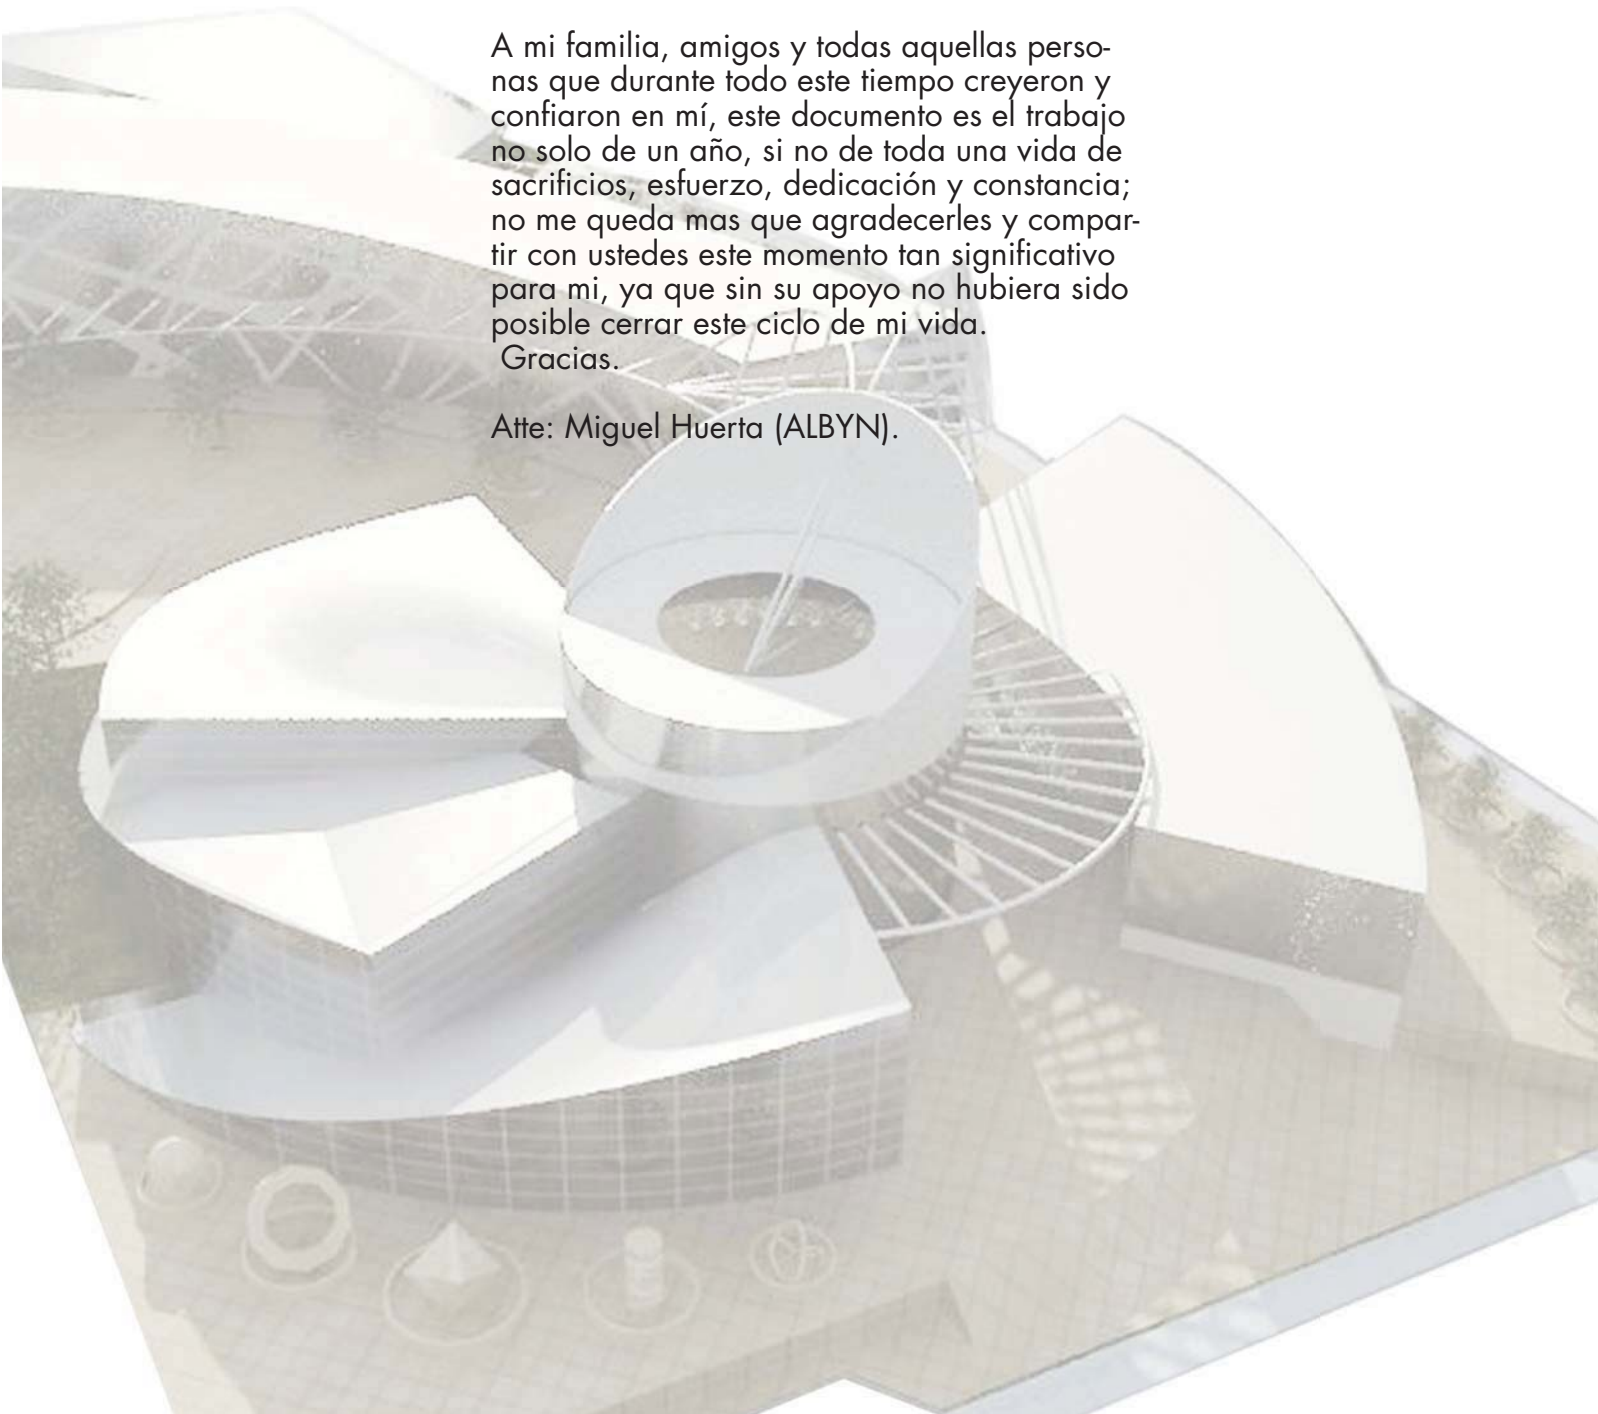 A mi familia, amigos y todas aquellas perso-
nas que durante todo este tiempo creyeron y
confiaron en mí, este documento es el trabajo
no solo de un año, si no de toda una vida de
sacrificios, esfuerzo, dedicación y constancia;
no me queda mas que agradecerles y compar-
tir con ustedes este momento tan significativo
para mi, ya que sin su apoyo no hubiera sido
posible cerrar este ciclo de mi vida.
Gracias.
Atte: Miguel Huerta (ALBYN).